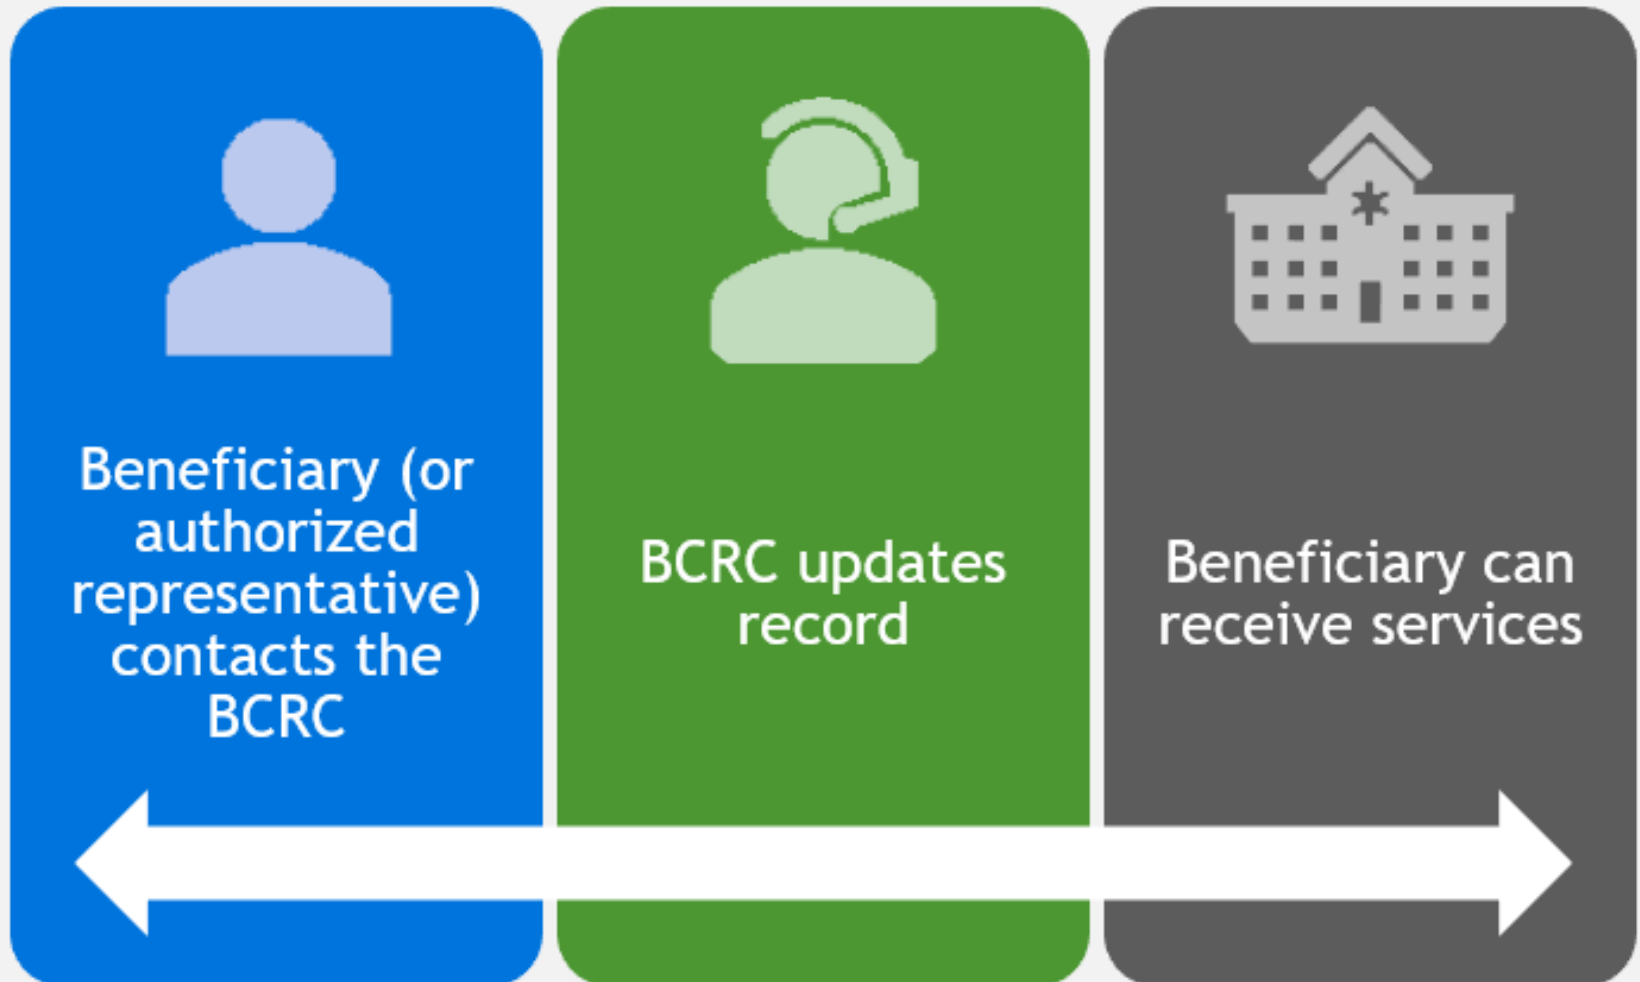 Beneficiary (or
authorized
representative)
contacts the
BCRC
BCRC updates
record
Beneficiary can
receive services